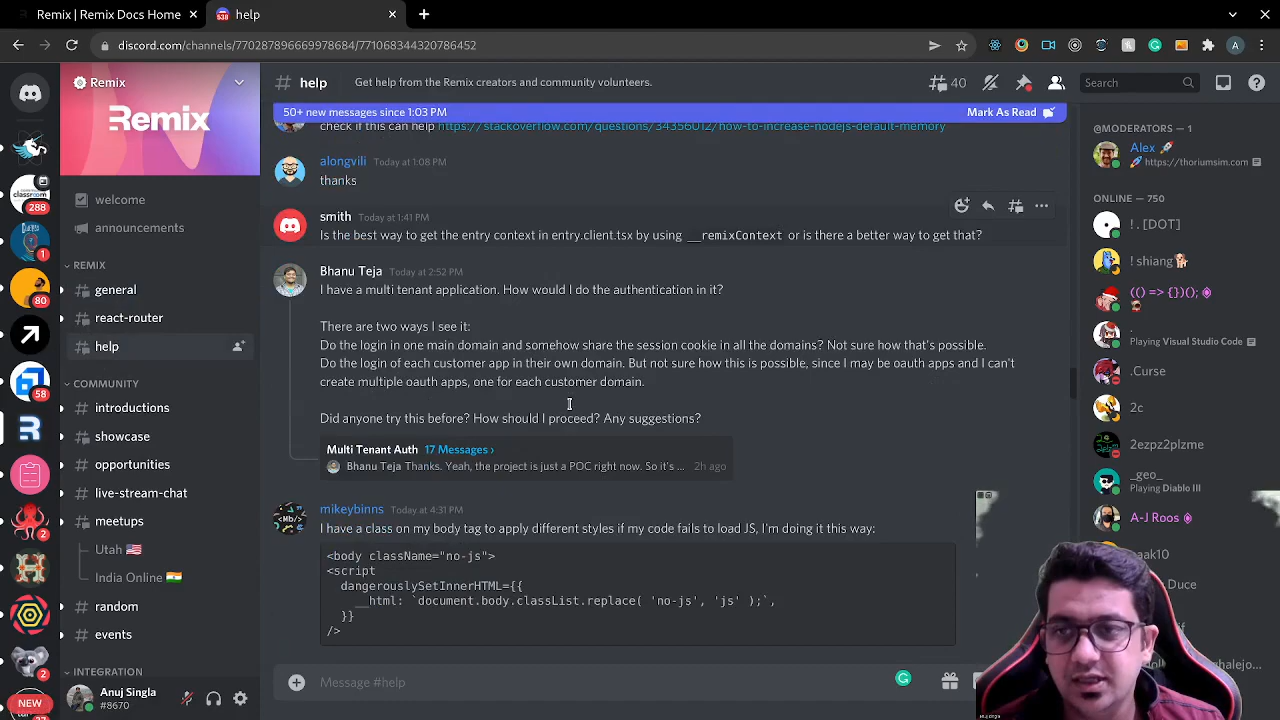 Remix | Remix Docs Home
help
discord.com/channels/770287896669978684/771068344320786452
A
Remix
Remix
# help
Get help from the Remix creators and community volunteers.
40
Search
50+ new messages since 1:03 PM
Mark As Read
check if this can help https://stackoverflow.com/questions/34356012/how-to-increase-nodejs-default-memory
alongvili Today at 1:08 PM
thanks
smith Today at 1:41 PM
Is the best way to get the entry context in entry.client.tsx by using __remixContext or is there a better way to get that?
Bhanu Teja Today at 2:52 PM
I have a multi tenant application. How would I do the authentication in it?
There are two ways I see it:
Do the login in one main domain and somehow share the session cookie in all the domains? Not sure how that's possible.
Do the login of each customer app in their own domain. But not sure how this is possible, since I may be oauth apps and I can't
create multiple oauth apps, one for each customer domain.
Did anyone try this before? How should I proceed? Any suggestions?
Multi Tenant Auth 17 Messages ›
Bhanu Teja Thanks. Yeah, the project is just a POC right now. So it's ... 2h ago
mikeybinns Today at 4:31 PM
I have a class on my body tag to apply different styles if my code fails to load JS, I'm doing it this way:
<body className="no-js">
<script
dangerouslySetInnerHTML={{
__html: `document.body.classList.replace( 'no-js', 'js' );`,
}}
/>
Message #help
welcome
announcements
REMIX
general
react-router
help
COMMUNITY
introductions
showcase
opportunities
live-stream-chat
meetups
Utah
India Online
random
events
INTEGRATION
Anuj Singla
#8670
classroom
288
1
80
58
2
2
NEW
@MODERATORS — 1
Alex
https://thoriumsim.com
ONLINE — 750
! . [DOT]
! shiang
(() => {})();
.
Playing Visual Studio Code
.Curse
2c
2ezpz2plzme
_geo_
Playing Diablo III
A-J Roos
aak10
Duce